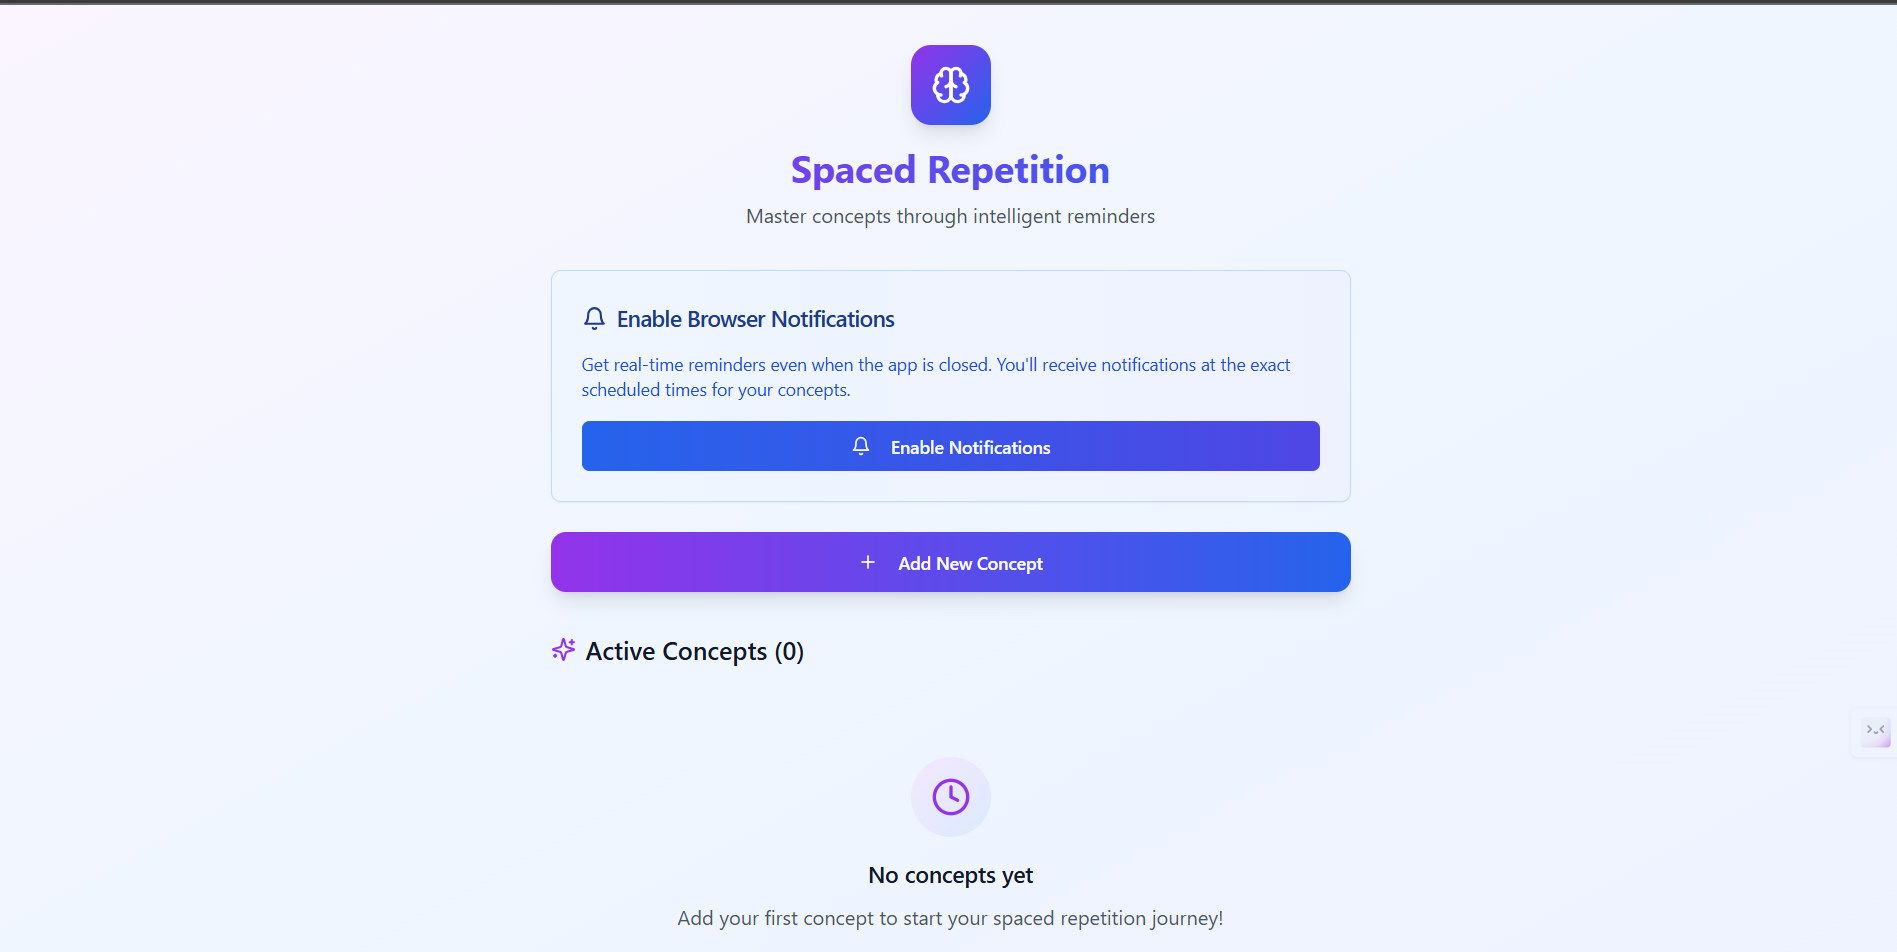 Spaced Repetition
Master concepts through intelligent reminders
Enable Browser Notifications
Get real-time reminders even when the app is closed. You'll receive notifications at the exact
scheduled times for your concepts.
Enable Notifications
Add New Concept
Active Concepts (0)
No concepts yet
Add your first concept to start your spaced repetition journey!